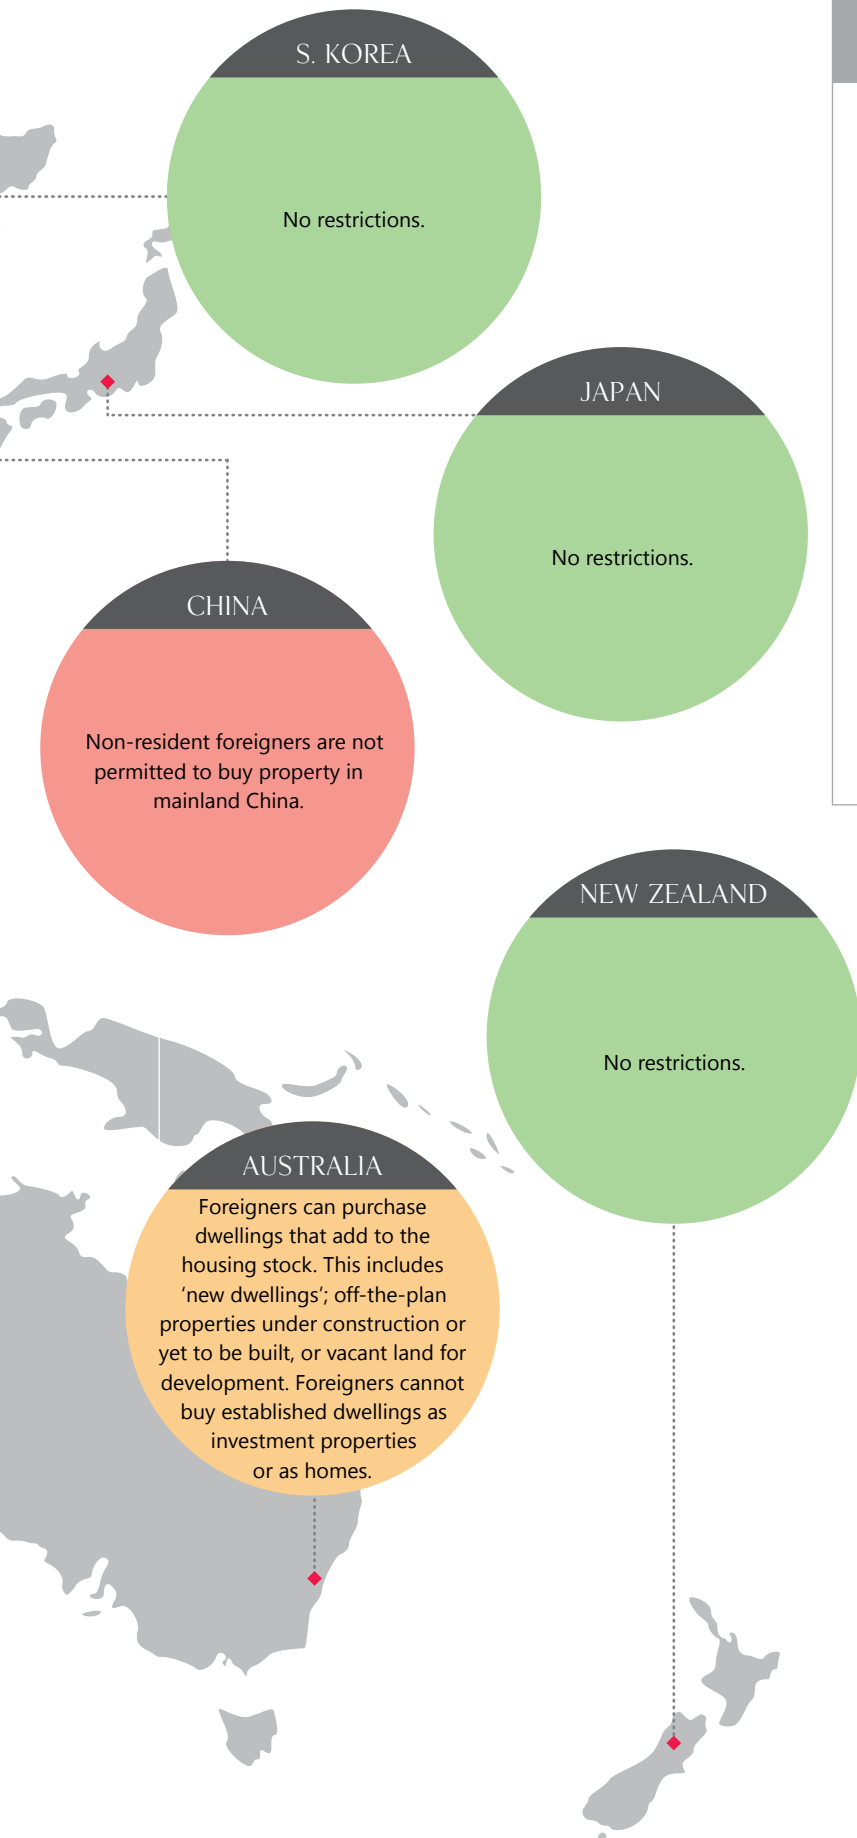 S. KOREA
No restrictions.
JAPAN
No restrictions.
CHINA
Non-resident foreigners are not
permitted to buy property in
mainland China.
NEW ZEALAND
No restrictions.
AUSTRALIA
Foreigners can purchase
dwellings that add to the
housing stock. This includes
‘new dwellings’; off-the-plan
properties under construction or
yet to be built, or vacant land for
development. Foreigners cannot
buy established dwellings as
investment properties
or as homes.